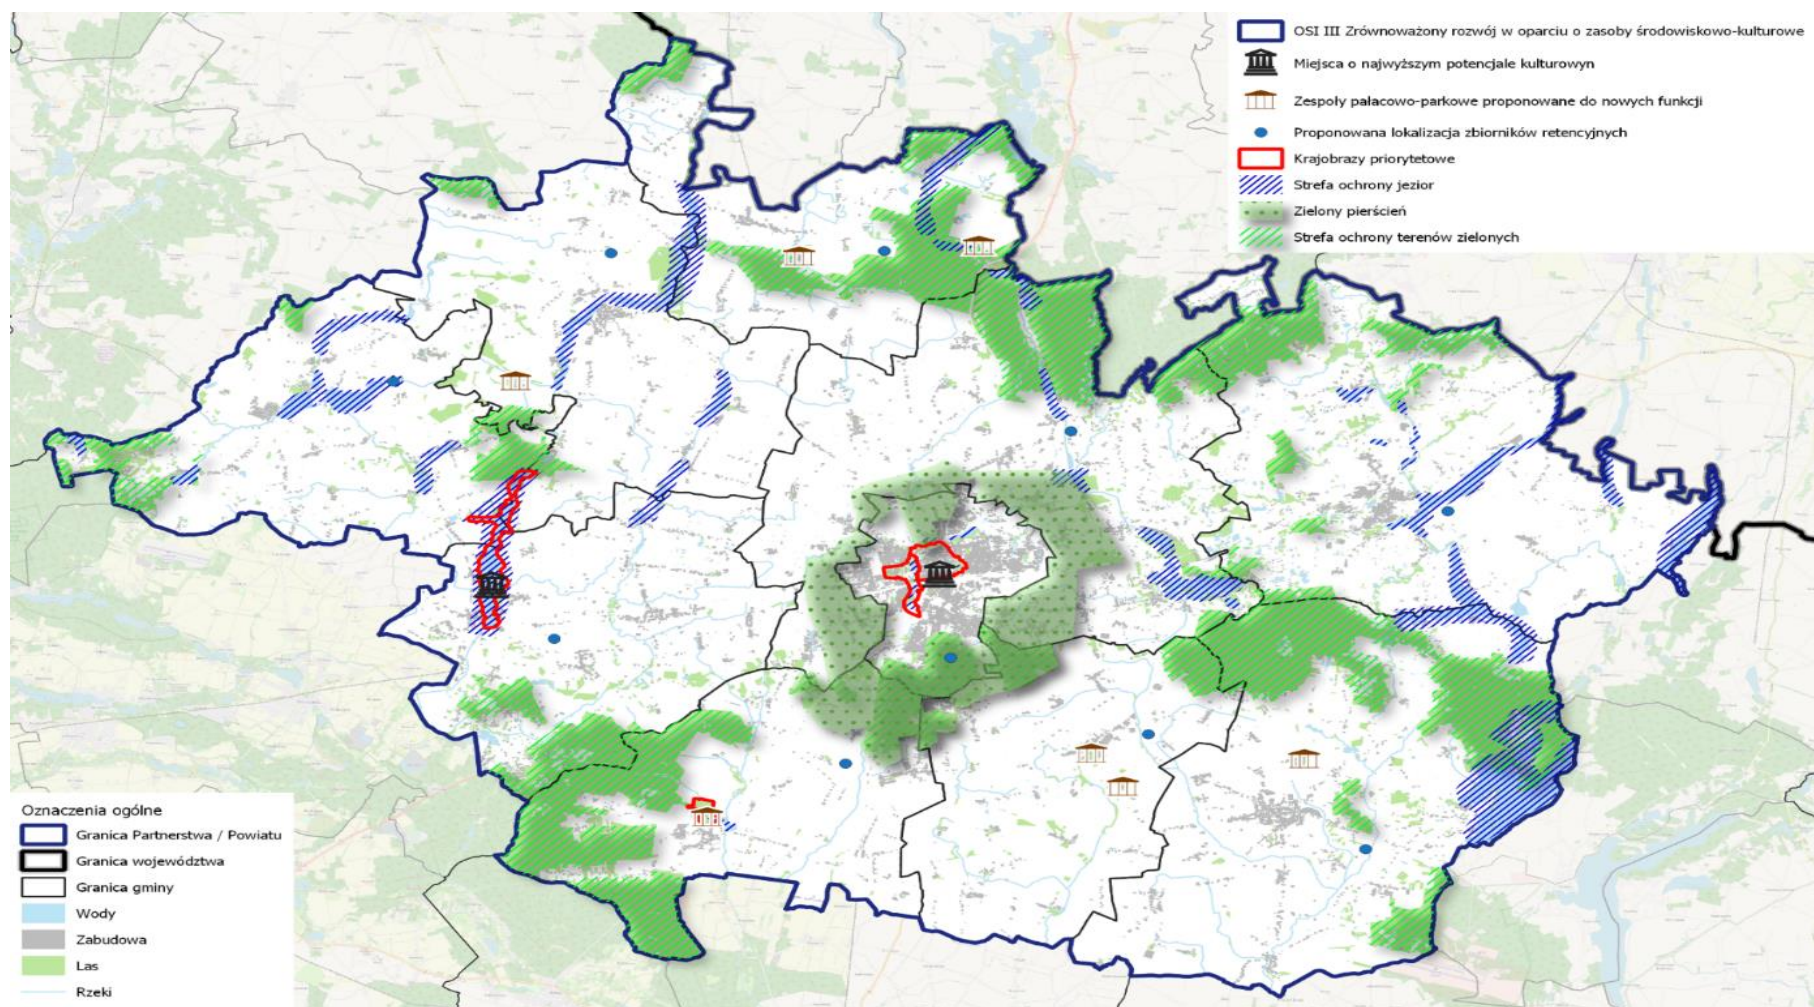 OSI III Zrównoważony rozwój w oparciu o zasoby środowiskowo-kulturowe
Miejsca o najwyższym potencjale kulturowyn
Zespoły pałacowo-parkowe proponowane do nowych funkcji
Proponowana lokalizacja zbiorników retencyjnych
Krajobrazy priorytetowe
Strefa ochrony jezior
Zielony pierścień
Strefa ochrony terenów zielonych
Oznaczenia ogólne
Granica Partnerstwa / Powiatu
Granica województwa
Granica gminy
Wody
Zabudowa
Las
Rzeki